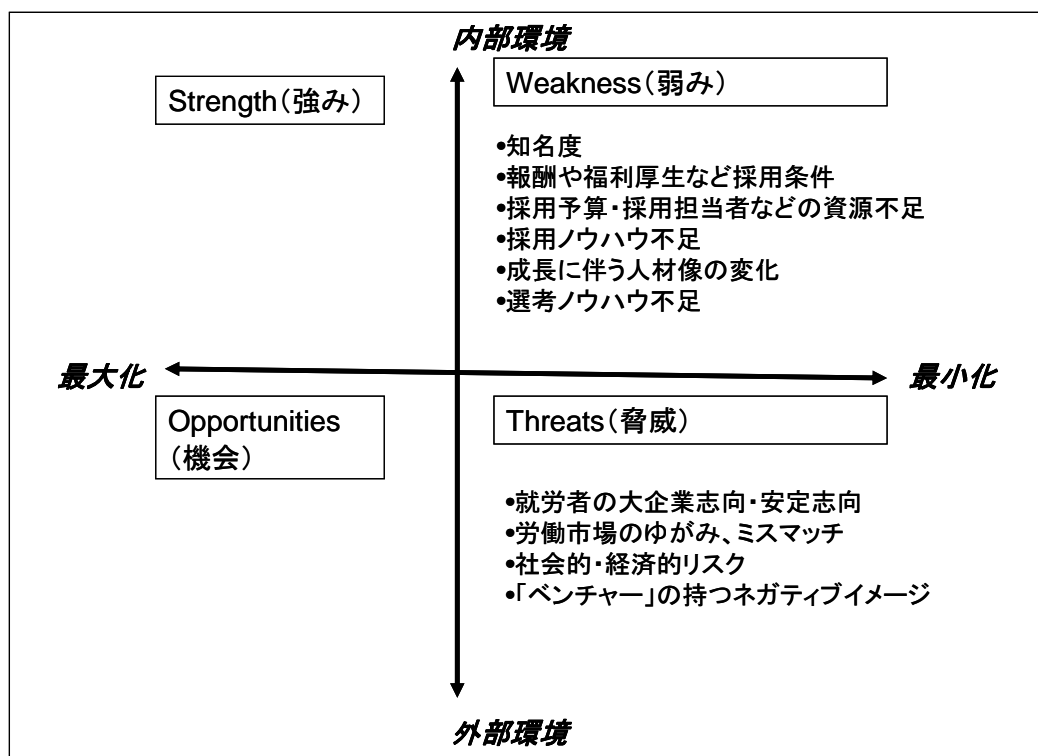 内部環境
Strength(強み)
Weakness(弱み)
•知名度
•報酬や福利厚生など採用条件
•採用予算・採用担当者などの資源不足
•採用ノウハウ不足
•成長に伴う人材像の変化
•選考ノウハウ不足
最大化
最小化
Opportunities
(機会)
Threats(脅威)
•就労者の大企業志向・安定志向
•労働市場のゆがみ、ミスマッチ
•社会的・経済的リスク
•「ベンチャー」の持つネガティブイメージ
外部環境